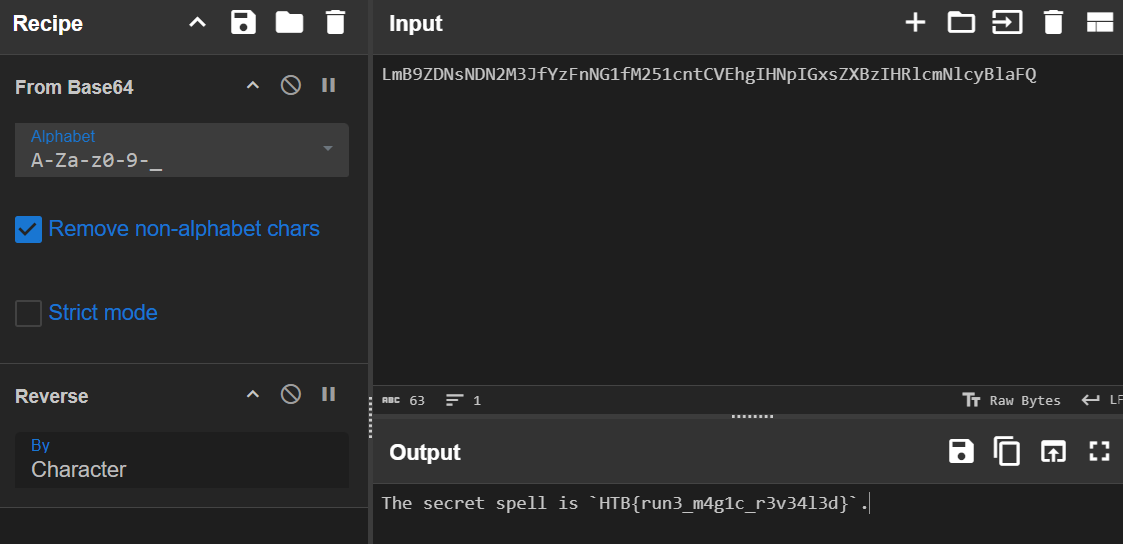 Recipe
Input
From Base64
Alphabet
A-Za-z0-9-_
Remove non-alphabet chars
Strict mode
Reverse
By
Character
LmB9ZDNsNDN2M3JfYzFnNG1fM251cntCVEhgIHNpIGxsZXBzIHRlcmNlcyBlaFQ
ABC 63 1 Tt Raw Bytes LF
Output
The secret spell is `HTB{run3_m4g1c_r3v34l3d}`.